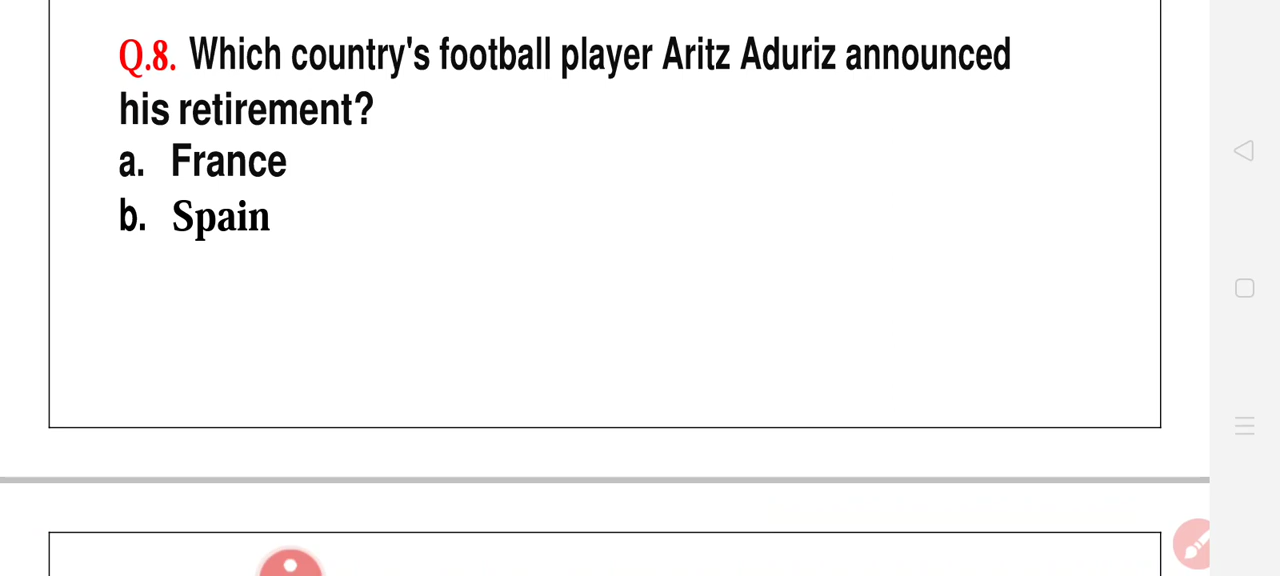 Q.8. Which country's football player Aritz Aduriz announced
his retirement?
a. France
b. Spain